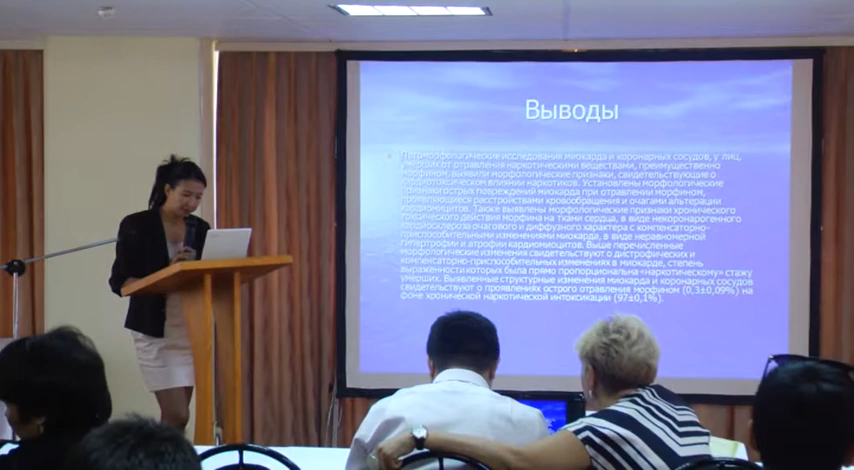 Выводы
Патоморфологические исследования миокарда и коронарных сосудов, у лиц,
умерших от отравления наркотическими веществами, преимущественно
морфином, выявили морфологические признаки, свидетельствующие о
кардиотоксическом влиянии наркотиков. Установлены морфологические
признаки острых повреждений миокарда при отравлении морфином,
проявляющиеся расстройствами кровообращения и очагами альтерации
кардиомицитов. Также выявлены морфологические признаки хронического
токсического действия морфина на ткани сердца, в виде некоронарогенного
кардиосклероза очагового и диффузного характера с компенсаторно-
приспособительными изменениями миокарда, в виде неравномерной
гипертрофии и атрофии кардиомиоцитов. Выше перечисленные
морфологические изменения свидетельствуют о дистрофических и
компенсаторно-приспособительных изменениях в миокарде, степень
выраженности которых была прямо пропорциональна «наркотическому» стажу
умерших. Выявленные структурные изменения миокарда и коронарных сосудов
свидетельствуют о проявлениях острого отравления морфином (0,3±0,09%) на
фоне хронической наркотической интоксикации (97±0,1%).